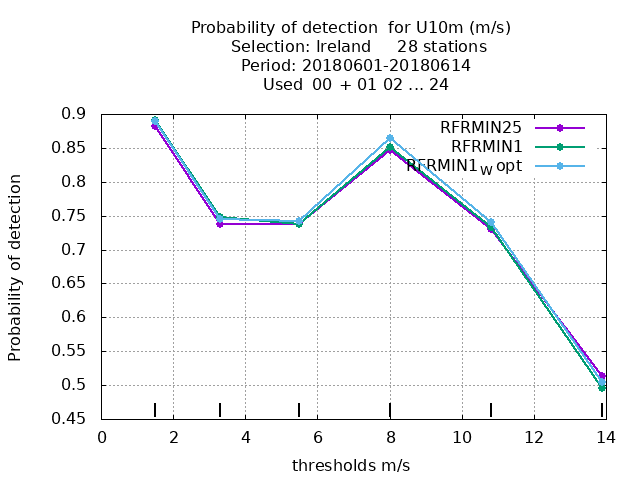 Probability of detection  for U10m (m/s)
Selection: Ireland     28 stations
Period: 20180601-20180614
Used  00 + 01 02 ... 24
RFRMIN25
RFRMIN1
RFRMIN1W opt
Probability of detection
0.9
0.85
0.8
0.75
0.7
0.65
0.6
0.55
0.5
0.45
0 2 4 6 8 10 12 14
thresholds m/s